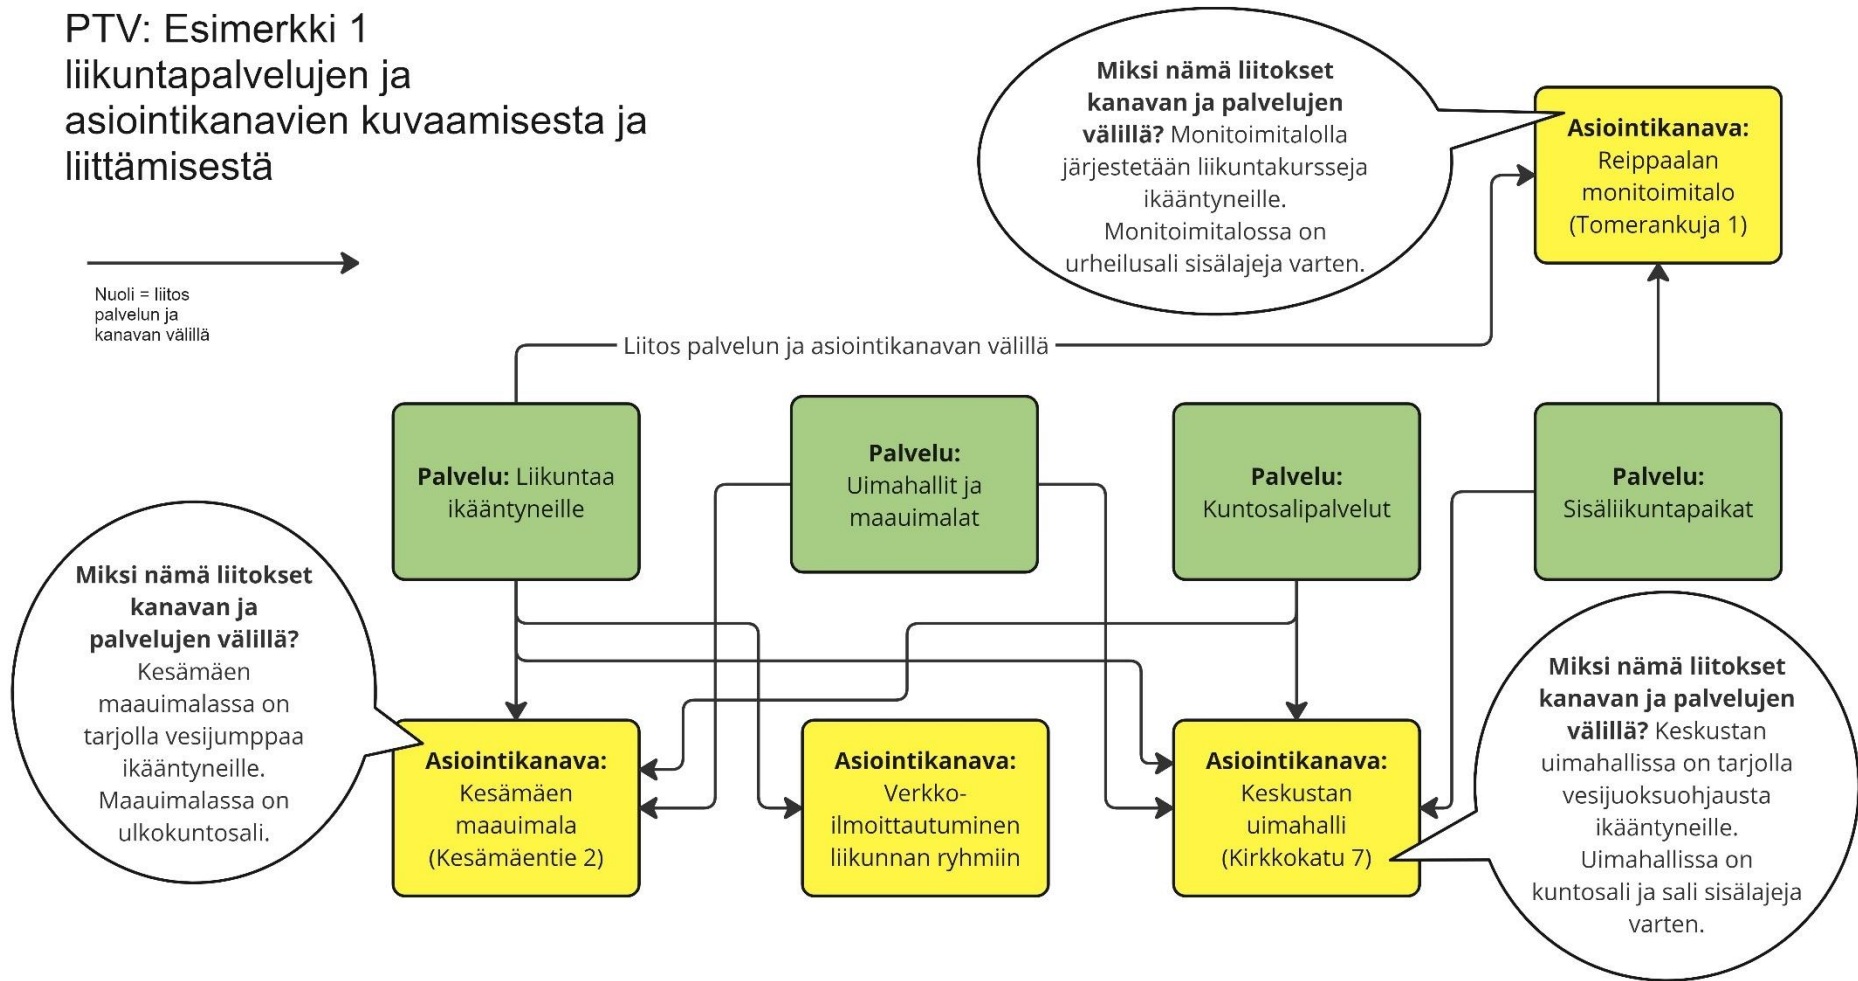 PTV: Esimerkki 1
liikuntapalvelujen ja
asiointikanavien kuvaamisesta ja
liittämisestä
Nuoli = liitos
palvelun ja
kanavan välillä
Miksi nämä liitokset
kanavan ja palvelujen
välillä? Monitoimitalolla
järjestetään liikuntakursseja
ikääntyneille.
Monitoimitalossa on
urheilusali sisälajeja varten.
Asiointikanava:
Reippaalan
monitoimitalo
(Tomerankuja 1)
Liitos palvelun ja asiointikanavan välillä
Palvelu: Liikuntaa
ikääntyneille
Palvelu:
Uimahallit ja
maauimalat
Palvelu:
Kuntosalipalvelut
Palvelu:
Sisäliikuntapaikat
Miksi nämä liitokset
kanavan ja
palvelujen välillä?
Kesämäen
maauimalassa on
tarjolla vesijumppaa
ikääntyneille.
Maauimalassa on
ulkokuntosali.
Asiointikanava:
Kesämäen
maauimala
(Kesämäentie 2)
Asiointikanava:
Verkko-
ilmoittautuminen
liikunnan ryhmiin
Asiointikanava:
Keskustan
uimahalli
(Kirkkokatu 7)
Miksi nämä liitokset
kanavan ja palvelujen
välillä? Keskustan
uimahallissa on tarjolla
vesijuoksuohjausta
ikääntyneille.
Uimahallissa on
kuntosali ja sali sisälajeja
varten.